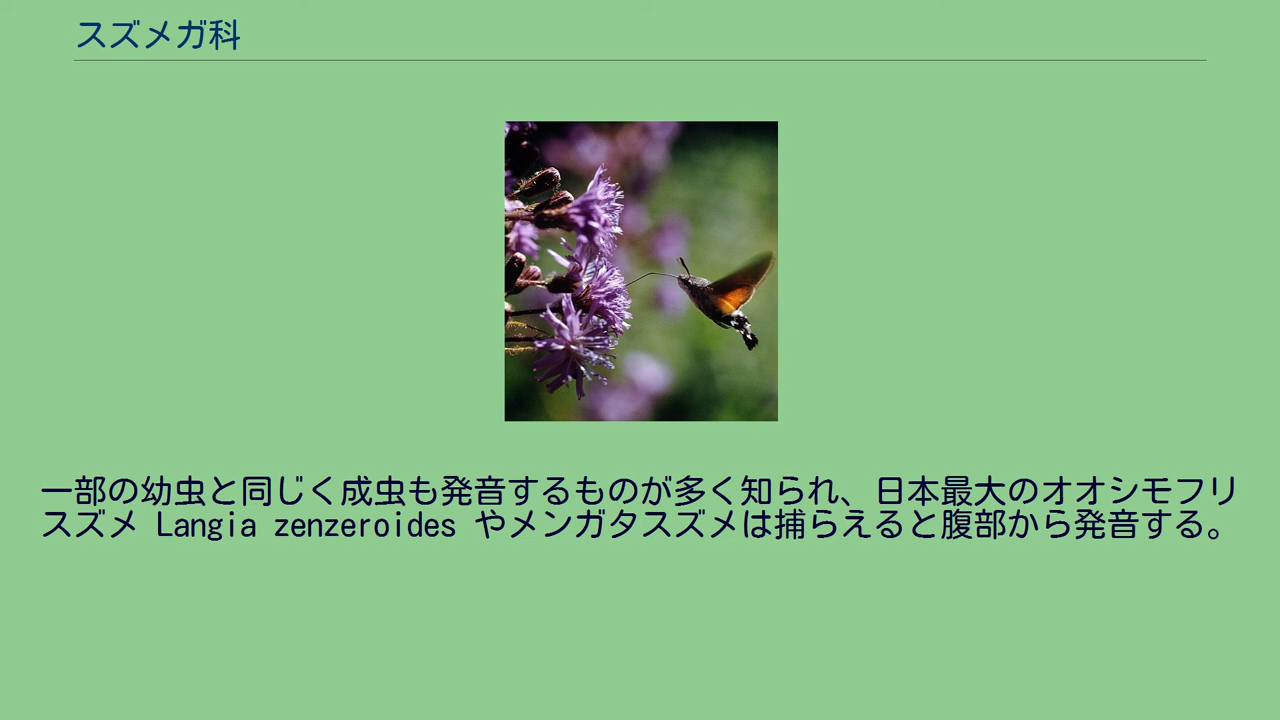 スズメガ科
一部の幼虫と同じく成虫も発音するものが多く知られ、日本最大のオオシモフリ
スズメ Langia zenzeroides やメンガタスズメは捕らえると腹部から発音する。